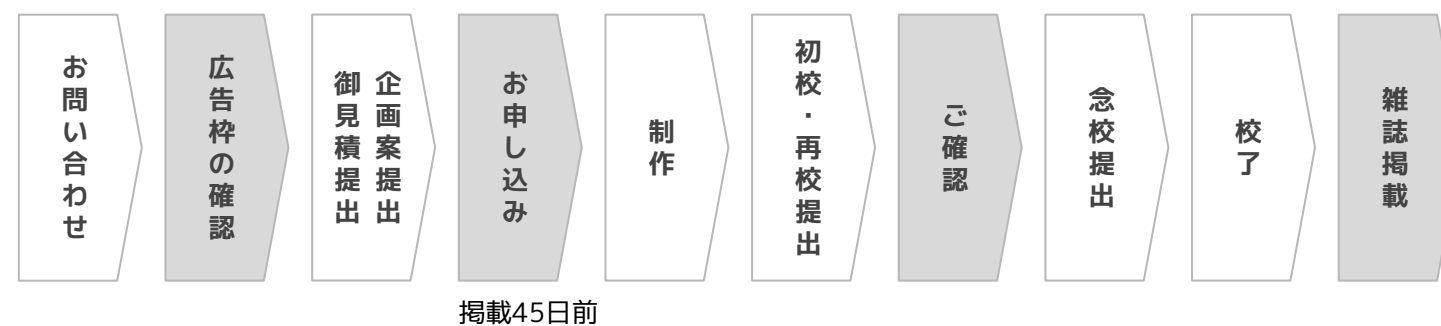 お問い合わせ
広告枠の確認
企画案提出
御見積提出
お申し込み
制作
初校・再校提出
ご確認
念校提出
校了
雑誌掲載
掲載45日前